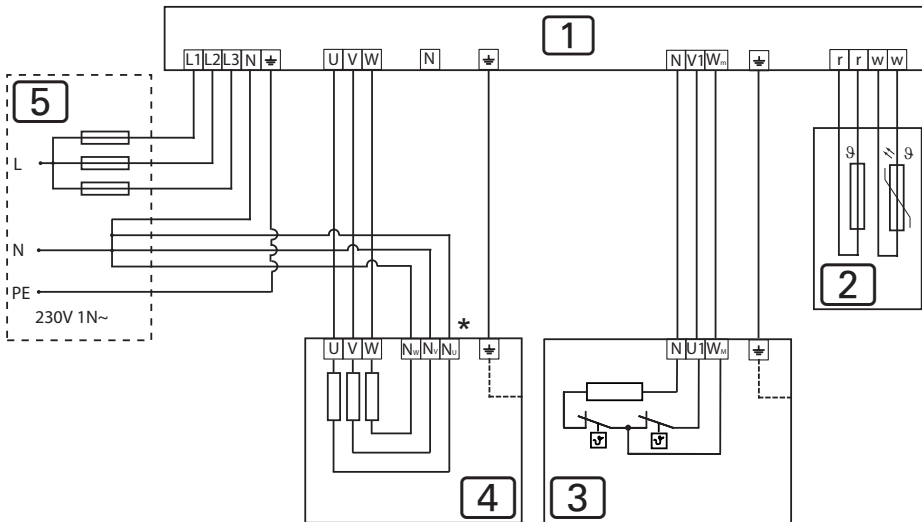 1
L1 L2 L3 N
U V W
N
N V1 Wm
r r w w
5
L
N
PE
230V 1N~
ϑ
ϑ
2
*
U V W
NW NV NU
N U1 WM
ϑ
ϑ
4
3